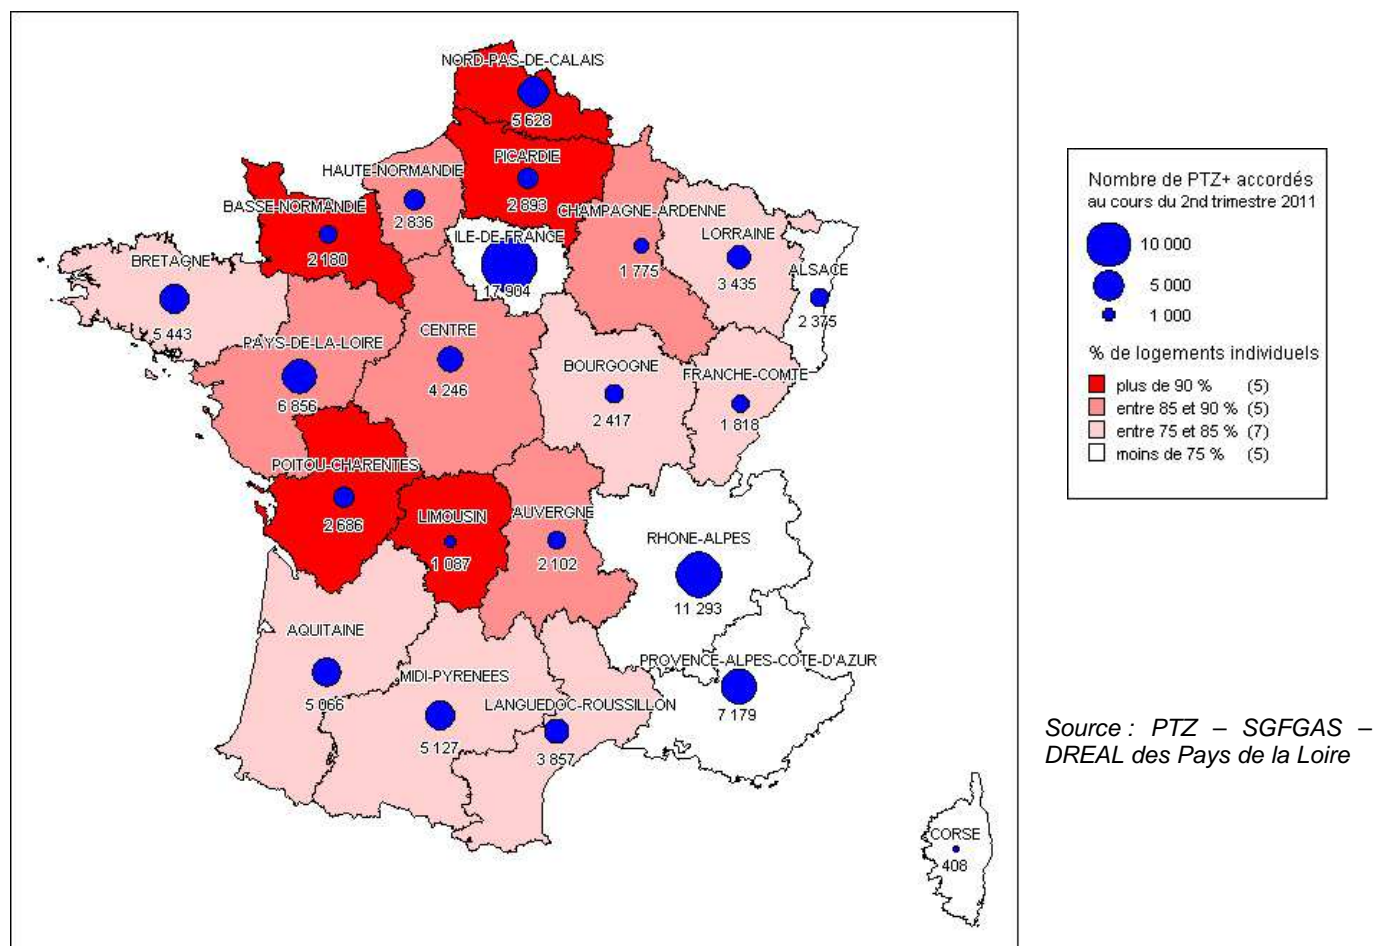 NORD-PAS-DE-CALAIS
5 628
PICARDIE
2 893
HAUTE-NORMANDIE
2 836
BASSE-NORMANDIE
2 180
CHAMPAGNE-ARDENNE
1 775
ILE-DE-FRANCE
17 904
LORRAINE
3 435
ALSACE
2 375
BRETAGNE
5 443
PAYS-DE-LA-LOIRE
6 856
CENTRE
4 246
BOURGOGNE
2 417
FRANCHE-COMTE
1 818
POITOU-CHARENTES
2 686
LIMOUSIN
1 087
AUVERGNE
2 102
RHONE-ALPES
11 293
AQUITAINE
5 066
MIDI-PYRENEES
5 127
LANGUEDOC-ROUSSILLON
3 857
PROVENCE-ALPES-COTE-D'AZUR
7 179
CORSE
408
Nombre de PTZ+ accordés
au cours du 2nd trimestre 2011
10 000
5 000
1 000
% de logements individuels
plus de 90 % (5)
entre 85 et 90 % (5)
entre 75 et 85 % (7)
moins de 75 % (5)
Source : PTZ – SGFGAS –
DREAL des Pays de la Loire